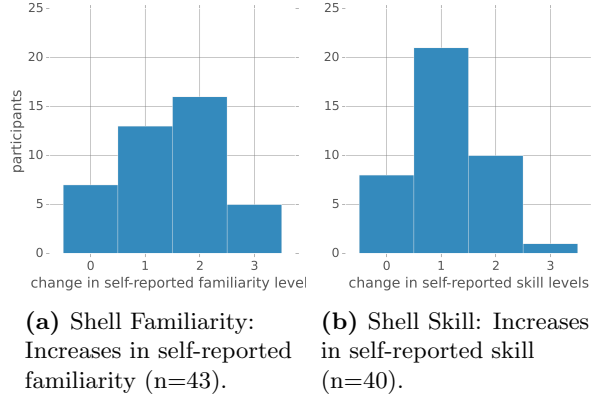 25
20
15
10
5
0
participants
0 1 2 3
change in self-reported familiarity level
25
20
15
10
5
0
0 1 2 3
change in self-reported skill levels
(a) Shell Familiarity:
Increases in self-reported
familiarity (n=43).
(b) Shell Skill: Increases
in self-reported skill
(n=40).